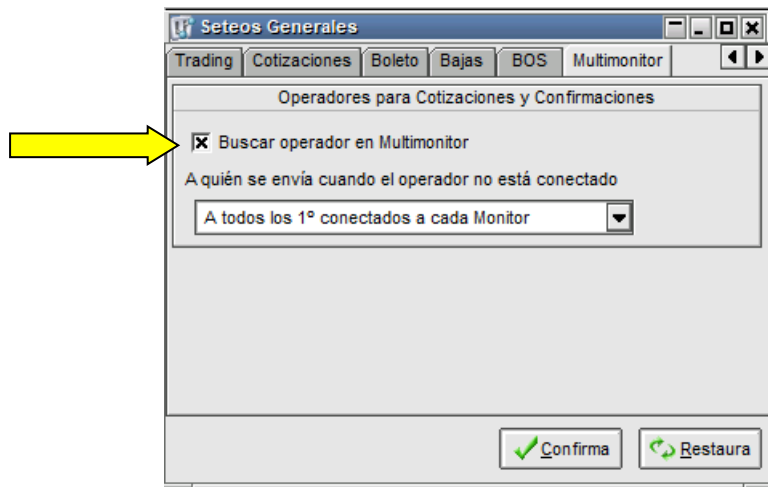 Seteos Generales
Trading Cotizaciones Boleto Bajas BOS Multimonitor
Operadores para Cotizaciones y Confirmaciones
Buscar operador en Multimonitor
A quién se envía cuando el operador no está conectado
A todos los 1º conectados a cada Monitor
Confirma Restaura